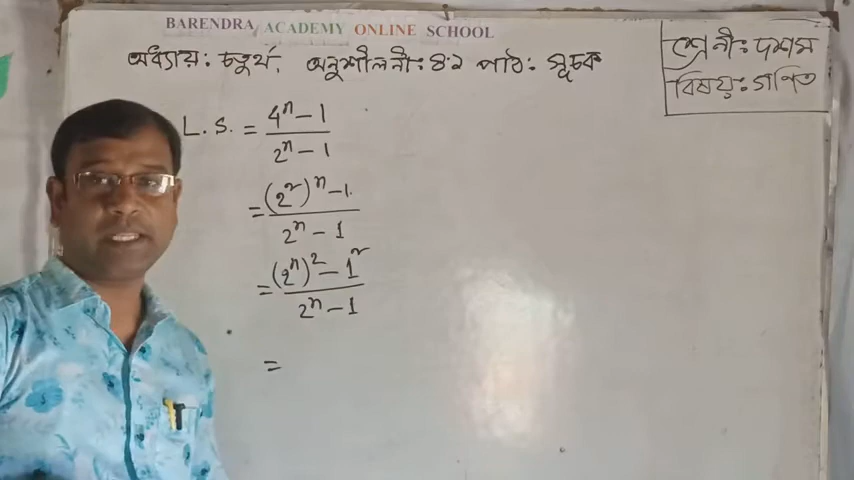 BARENDRA ACADEMY ONLINE SCHOOL
অধ্যায়: চতুর্থ, অনুশীলনী: ৪.১ পাঠ: সূচক
শ্রেনী: দশম
বিষয়: গণিত
L. S. = (4ⁿ − 1) / (2ⁿ − 1)
= ((2²)ⁿ − 1) / (2ⁿ − 1)
= ((2ⁿ)² − 1²) / (2ⁿ − 1)
=